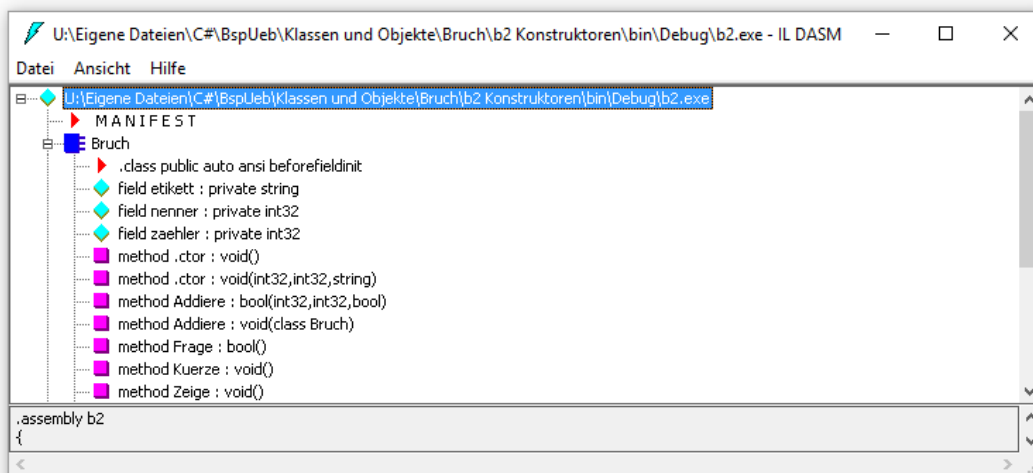 U:\Eigene Dateien\C#\BspUeb\Klassen und Objekte\Bruch\b2 Konstruktoren\bin\Debug\b2.exe - IL DASM
Datei Ansicht Hilfe
U:\Eigene Dateien\C#\BspUeb\Klassen und Objekte\Bruch\b2 Konstruktoren\bin\Debug\b2.exe
MANIFEST
Bruch
.class public auto ansi beforefieldinit
field etikett : private string
field nenner : private int32
field zaehler : private int32
method .ctor : void()
method .ctor : void(int32,int32,string)
method Addiere : bool(int32,int32,bool)
method Addiere : void(class Bruch)
method Frage : bool()
method Kuerze : void()
method Zeige : void()
.assembly b2
{